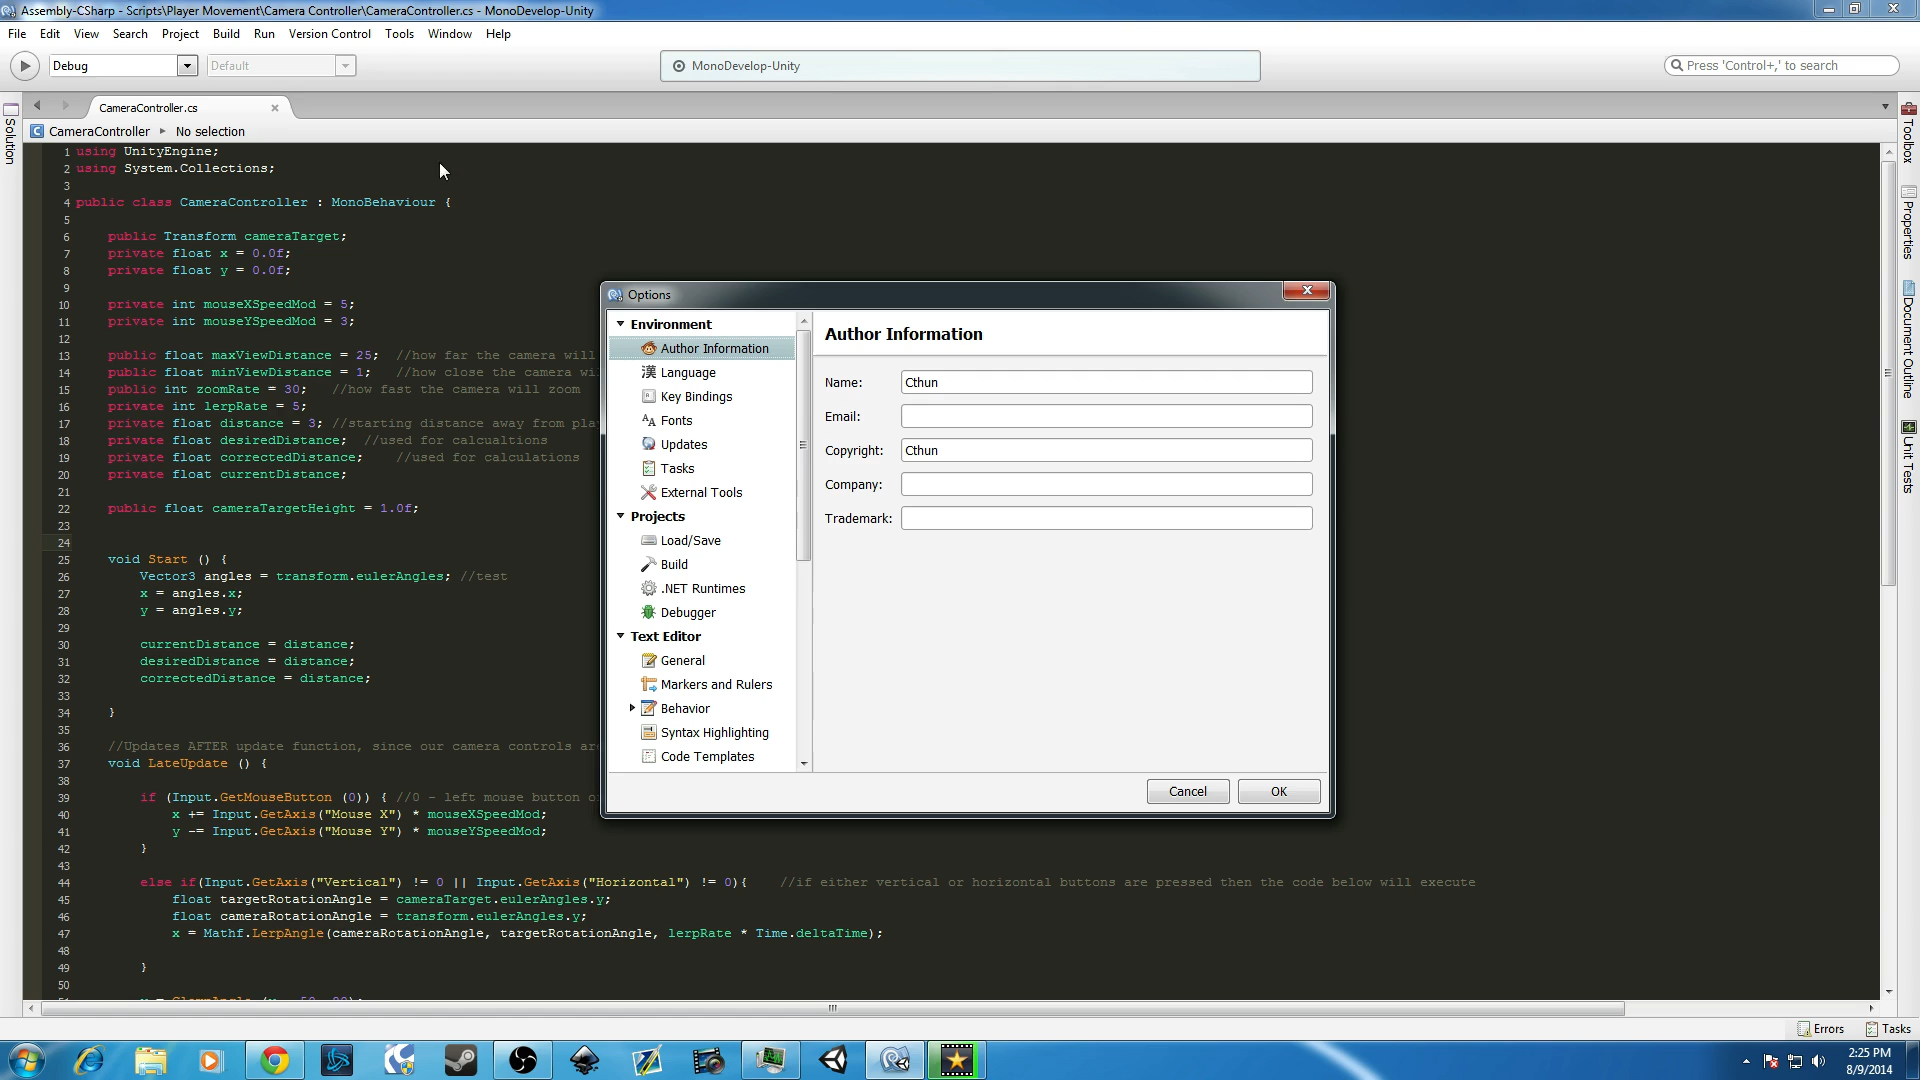 Assembly-CSharp - Scripts\Player Movement\Camera Controller\CameraController.cs - MonoDevelop-Unity
File Edit View Search Project Build Run Version Control Tools Window Help
Debug Default MonoDevelop-Unity Press 'Control+,' to search
CameraController.cs
CameraController No selection
Solution
Toolbox
Properties
Document Outline
Unit Tests
1 using UnityEngine;
2 using System.Collections;
3
4 public class CameraController : MonoBehaviour {
5
6 public Transform cameraTarget;
7 private float x = 0.0f;
8 private float y = 0.0f;
9
10 private int mouseXSpeedMod = 5;
11 private int mouseYSpeedMod = 3;
12
13 public float maxViewDistance = 25; //how far the camera will
14 public float minViewDistance = 1; //how close the camera wi
15 public int zoomRate = 30; //how fast the camera will zoom
16 private int lerpRate = 5;
17 private float distance = 3; //starting distance away from pla
18 private float desiredDistance; //used for calcualtions
19 private float correctedDistance; //used for calculations
20 private float currentDistance;
21
22 public float cameraTargetHeight = 1.0f;
23
24
25 void Start () {
26 Vector3 angles = transform.eulerAngles; //test
27 x = angles.x;
28 y = angles.y;
29
30 currentDistance = distance;
31 desiredDistance = distance;
32 correctedDistance = distance;
33
34 }
35
36 //Updates AFTER update function, since our camera controls ar
37 void LateUpdate () {
38
39 if (Input.GetMouseButton (0)) { //0 - left mouse button o
40 x += Input.GetAxis("Mouse X") * mouseXSpeedMod;
41 y -= Input.GetAxis("Mouse Y") * mouseYSpeedMod;
42 }
43
44 else if(Input.GetAxis("Vertical") != 0 || Input.GetAxis("Horizontal") != 0){ //if either vertical or horizontal buttons are pressed then the code below will execute
45 float targetRotationAngle = cameraTarget.eulerAngles.y;
46 float cameraRotationAngle = transform.eulerAngles.y;
47 x = Mathf.LerpAngle(cameraRotationAngle, targetRotationAngle, lerpRate * Time.deltaTime);
48
49 }
50
Options
Environment
Author Information
Language
Key Bindings
Fonts
Updates
Tasks
External Tools
Projects
Load/Save
Build
.NET Runtimes
Debugger
Text Editor
General
Markers and Rulers
Behavior
Syntax Highlighting
Code Templates
Author Information
Name: Cthun
Email:
Copyright: Cthun
Company:
Trademark:
Cancel OK
Errors Tasks
2:25 PM
8/9/2014